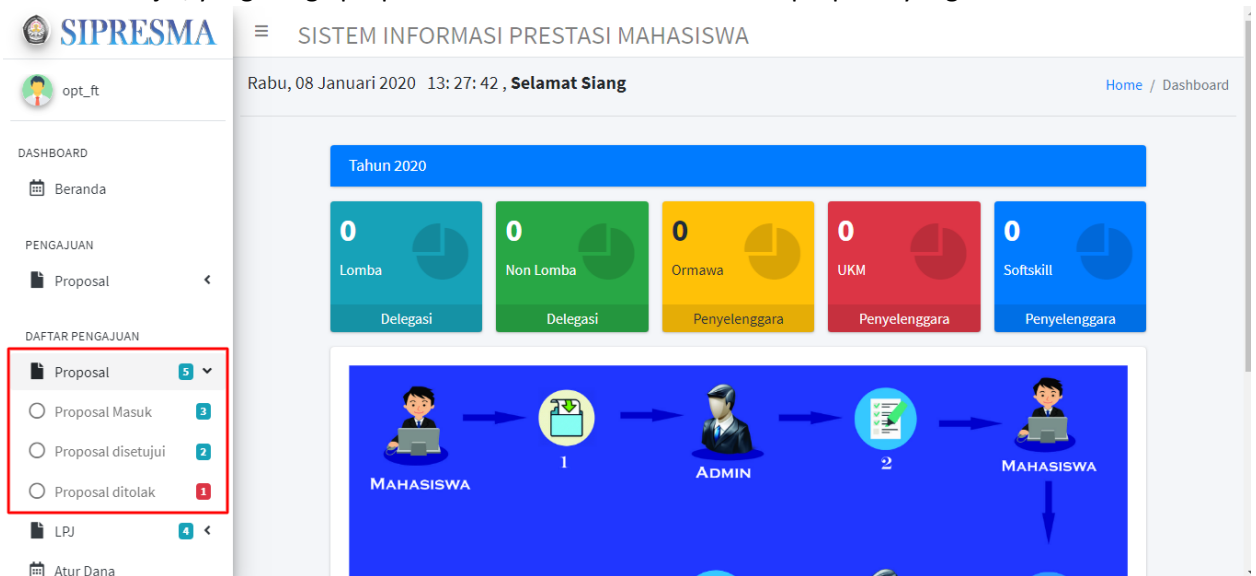 SIPRESMA
SISTEM INFORMASI PRESTASI MAHASISWA
opt_ft
Rabu, 08 Januari 2020 13: 27: 42 , Selamat Siang
Home / Dashboard
DASHBOARD
Beranda
PENGAJUAN
Proposal
DAFTAR PENGAJUAN
Proposal 5
Proposal Masuk 3
Proposal disetujui 2
Proposal ditolak 1
LPJ 4
Atur Dana
Tahun 2020
0
Lomba
Delegasi
0
Non Lomba
Delegasi
0
Ormawa
Penyelenggara
0
UKM
Penyelenggara
0
Softskill
Penyelenggara
MAHASISWA
1
ADMIN
2
MAHASISWA